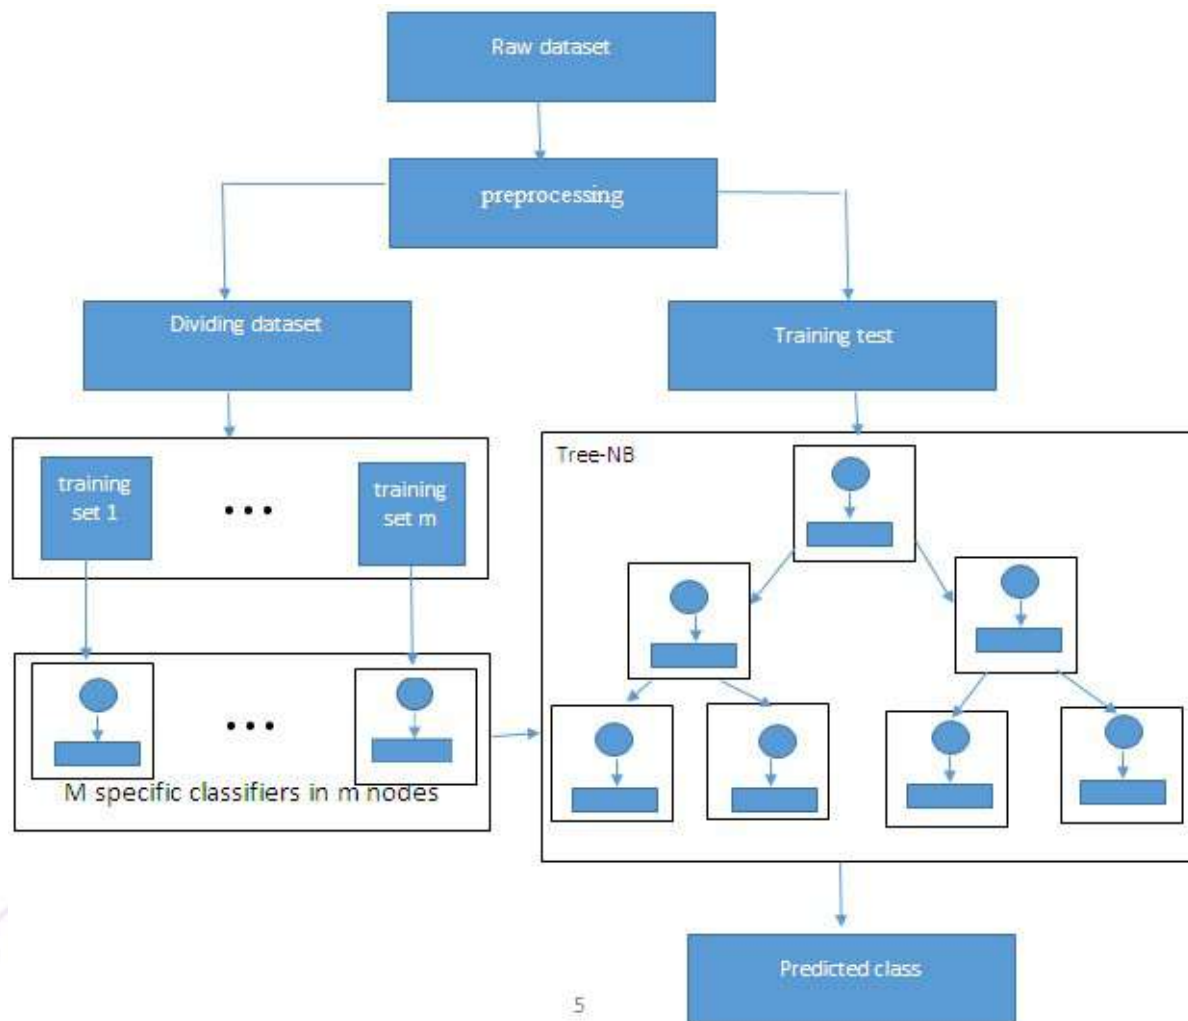 Raw dataset
preprocessing
Dividing dataset
Training test
training
set 1
• • •
training
set m
Tree-NB
• • •
M specific classifiers in m nodes
Predicted class
5